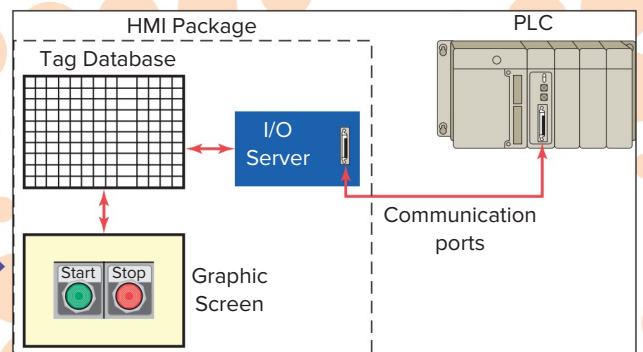 HMI Package
PLC
Tag Database
I/O
Server
Communication
ports
Start Stop
Graphic
Screen